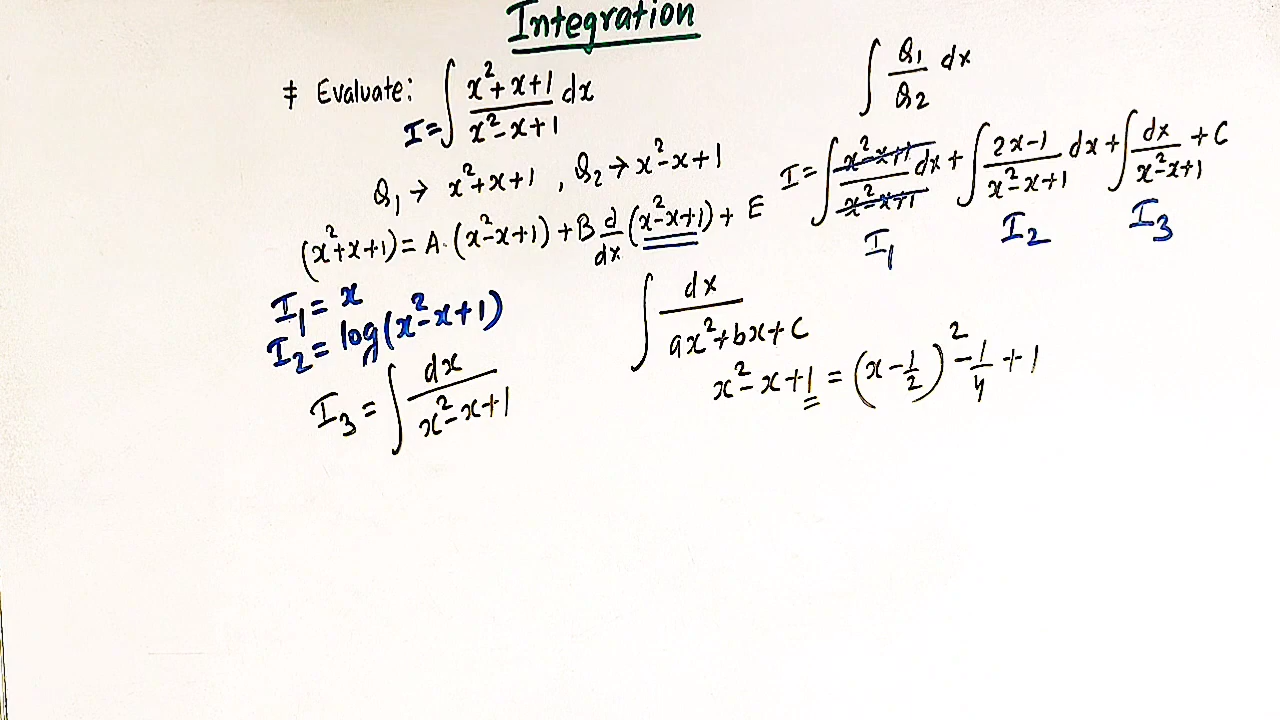 Integration
# Evaluate: I = ∫ (x² + x + 1)/(x² - x + 1) dx
∫ Q₁/Q₂ dx
Q₁ → x² + x + 1 , Q₂ → x² - x + 1
(x² + x + 1) = A·(x² - x + 1) + B d/dx (x² - x + 1) + E
I = ∫ (x² - x + 1)/(x² - x + 1) dx + ∫ (2x - 1)/(x² - x + 1) dx + ∫ dx/(x² - x + 1) + C
I₁ I₂ I₃
I₁ = x
I₂ = log(x² - x + 1)
I₃ = ∫ dx/(x² - x + 1)
∫ dx/(ax² + bx + c)
x² - x + 1 = (x - 1/2)² - 1/4 + 1